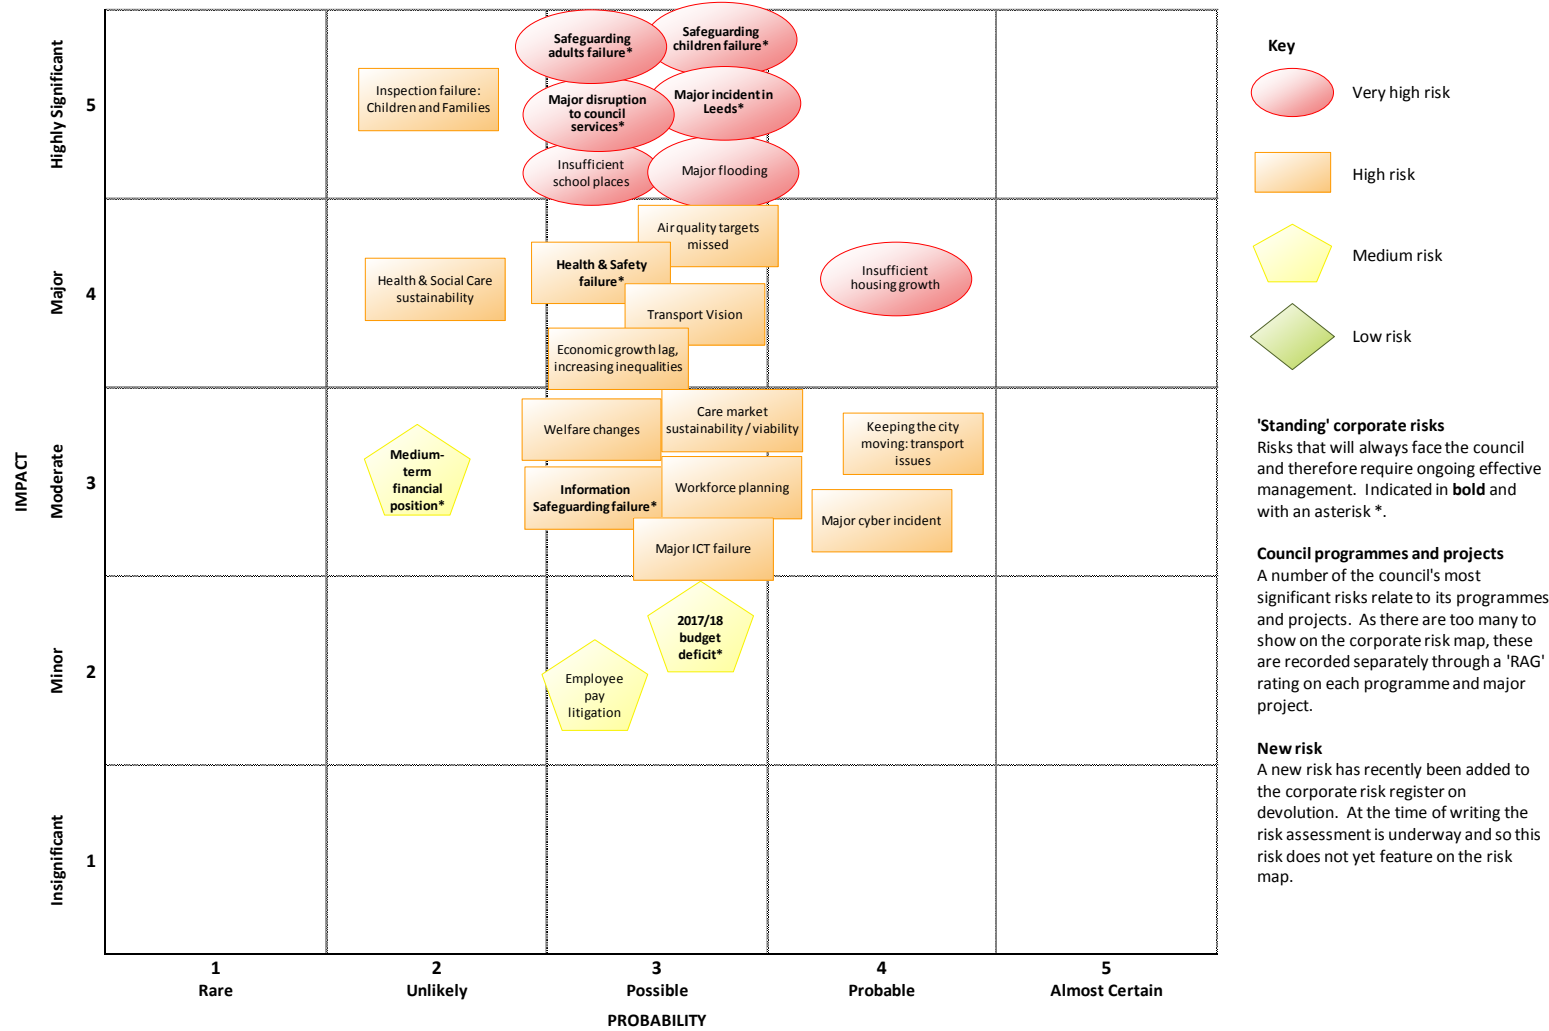 IMPACT
Highly Significant
5
Inspection failure:
Children and Families
Safeguarding
adults failure*
Safeguarding
children failure*
Major disruption
to council
services*
Major incident in
Leeds*
Insufficient
school places
Major flooding
Major
4
Health & Social Care
sustainability
Air quality targets
missed
Health & Safety
failure*
Transport Vision
Economic growth lag,
increasing inequalities
Insufficient
housing growth
Moderate
3
Medium-
term
financial
position*
Welfare changes
Care market
sustainability / viability
Information
Safeguarding failure*
Workforce planning
Major ICT failure
Keeping the city
moving: transport
issues
Major cyber incident
Minor
2
2017/18
budget
deficit*
Employee
pay
litigation
Insignificant
1
1
Rare
2
Unlikely
3
Possible
4
Probable
5
Almost Certain
PROBABILITY
Key
Very high risk
High risk
Medium risk
Low risk
'Standing' corporate risks
Risks that will always face the council
and therefore require ongoing effective
management. Indicated in bold and
with an asterisk *.
Council programmes and projects
A number of the council's most
significant risks relate to its programmes
and projects. As there are too many to
show on the corporate risk map, these
are recorded separately through a 'RAG'
rating on each programme and major
project.
New risk
A new risk has recently been added to
the corporate risk register on
devolution. At the time of writing the
risk assessment is underway and so this
risk does not yet feature on the risk
map.